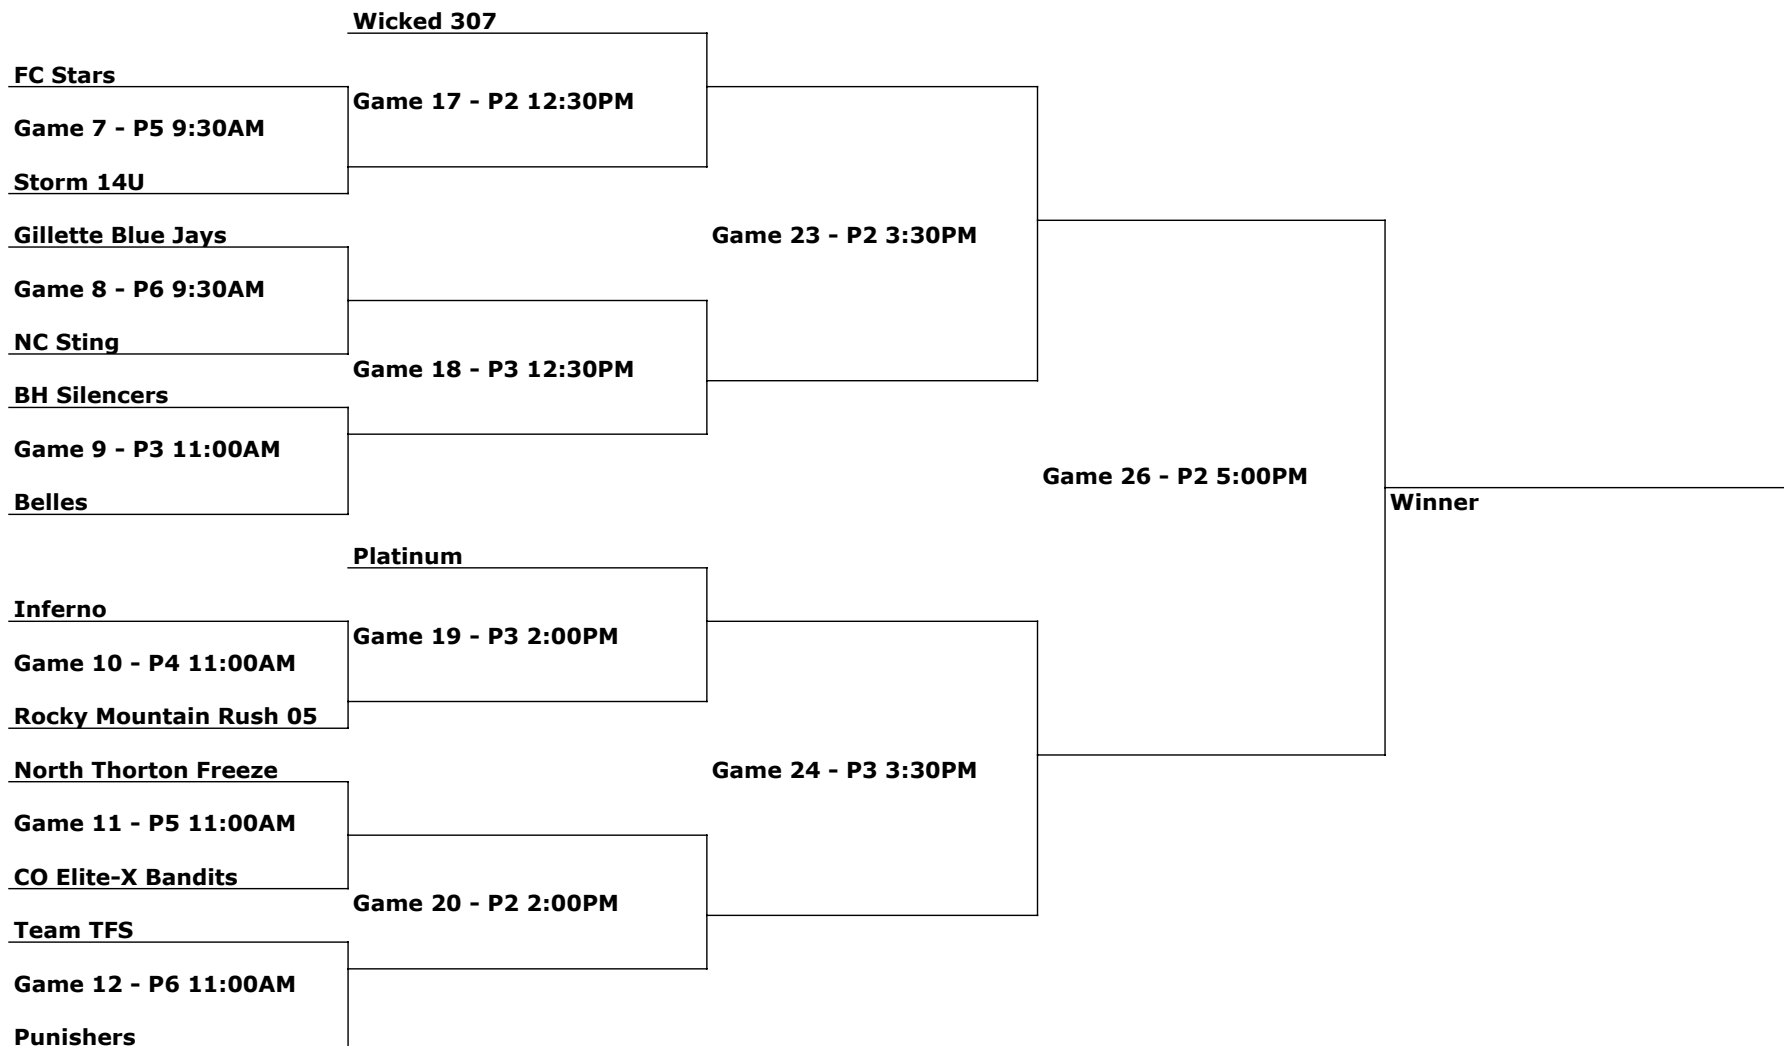 Wicked 307
FC Stars
Game 17 - P2 12:30PM
Game 7 - P5 9:30AM
Storm 14U
Gillette Blue Jays
Game 23 - P2 3:30PM
Game 8 - P6 9:30AM
NC Sting
Game 18 - P3 12:30PM
BH Silencers
Game 9 - P3 11:00AM
Game 26 - P2 5:00PM
Belles
Winner
Platinum
Inferno
Game 19 - P3 2:00PM
Game 10 - P4 11:00AM
Rocky Mountain Rush 05
North Thorton Freeze
Game 24 - P3 3:30PM
Game 11 - P5 11:00AM
CO Elite-X Bandits
Game 20 - P2 2:00PM
Team TFS
Game 12 - P6 11:00AM
Punishers